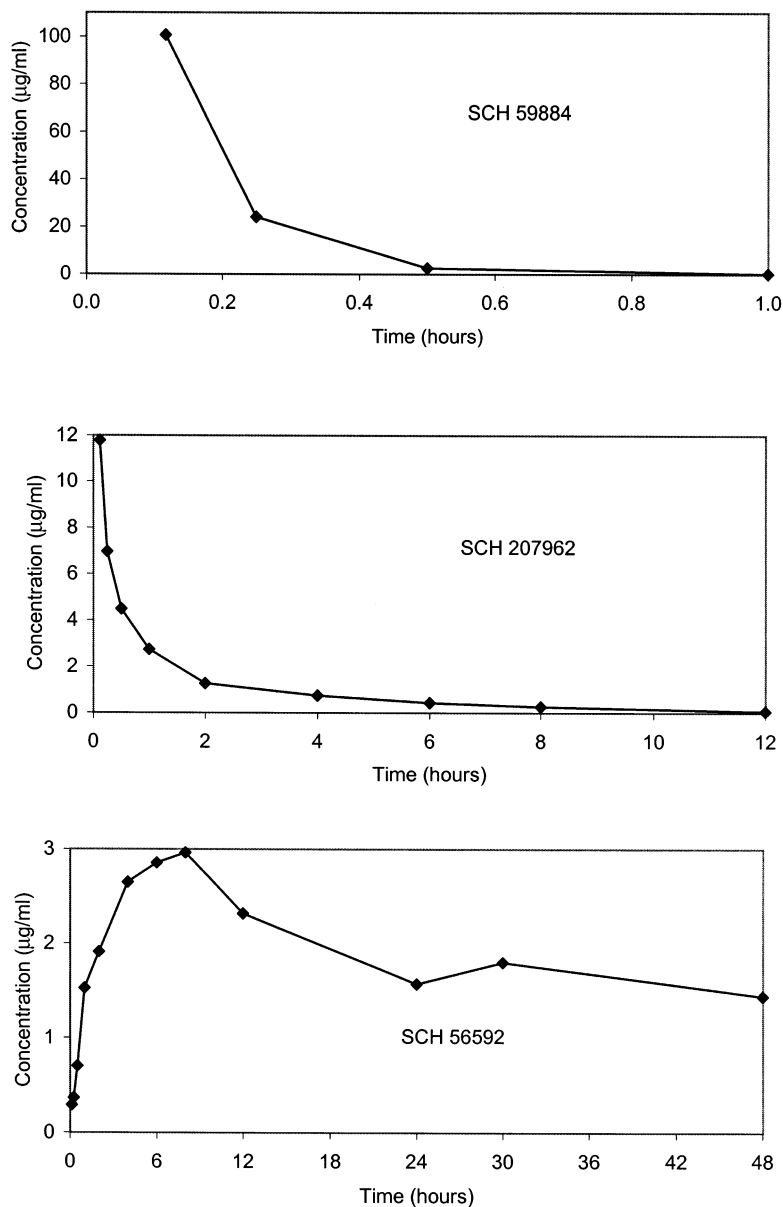 100
80
60
40
20
0
Concentration (µg/ml)
SCH 59884
0.0 0.2 0.4 0.6 0.8 1.0
Time (hours)
12
10
8
6
4
2
0
Concentration (µg/ml)
SCH 207962
0 2 4 6 8 10 12
Time (hours)
3
2
1
0
Concentration (µg/ml)
SCH 56592
0 6 12 24 30 36 42 48
Time (hours)